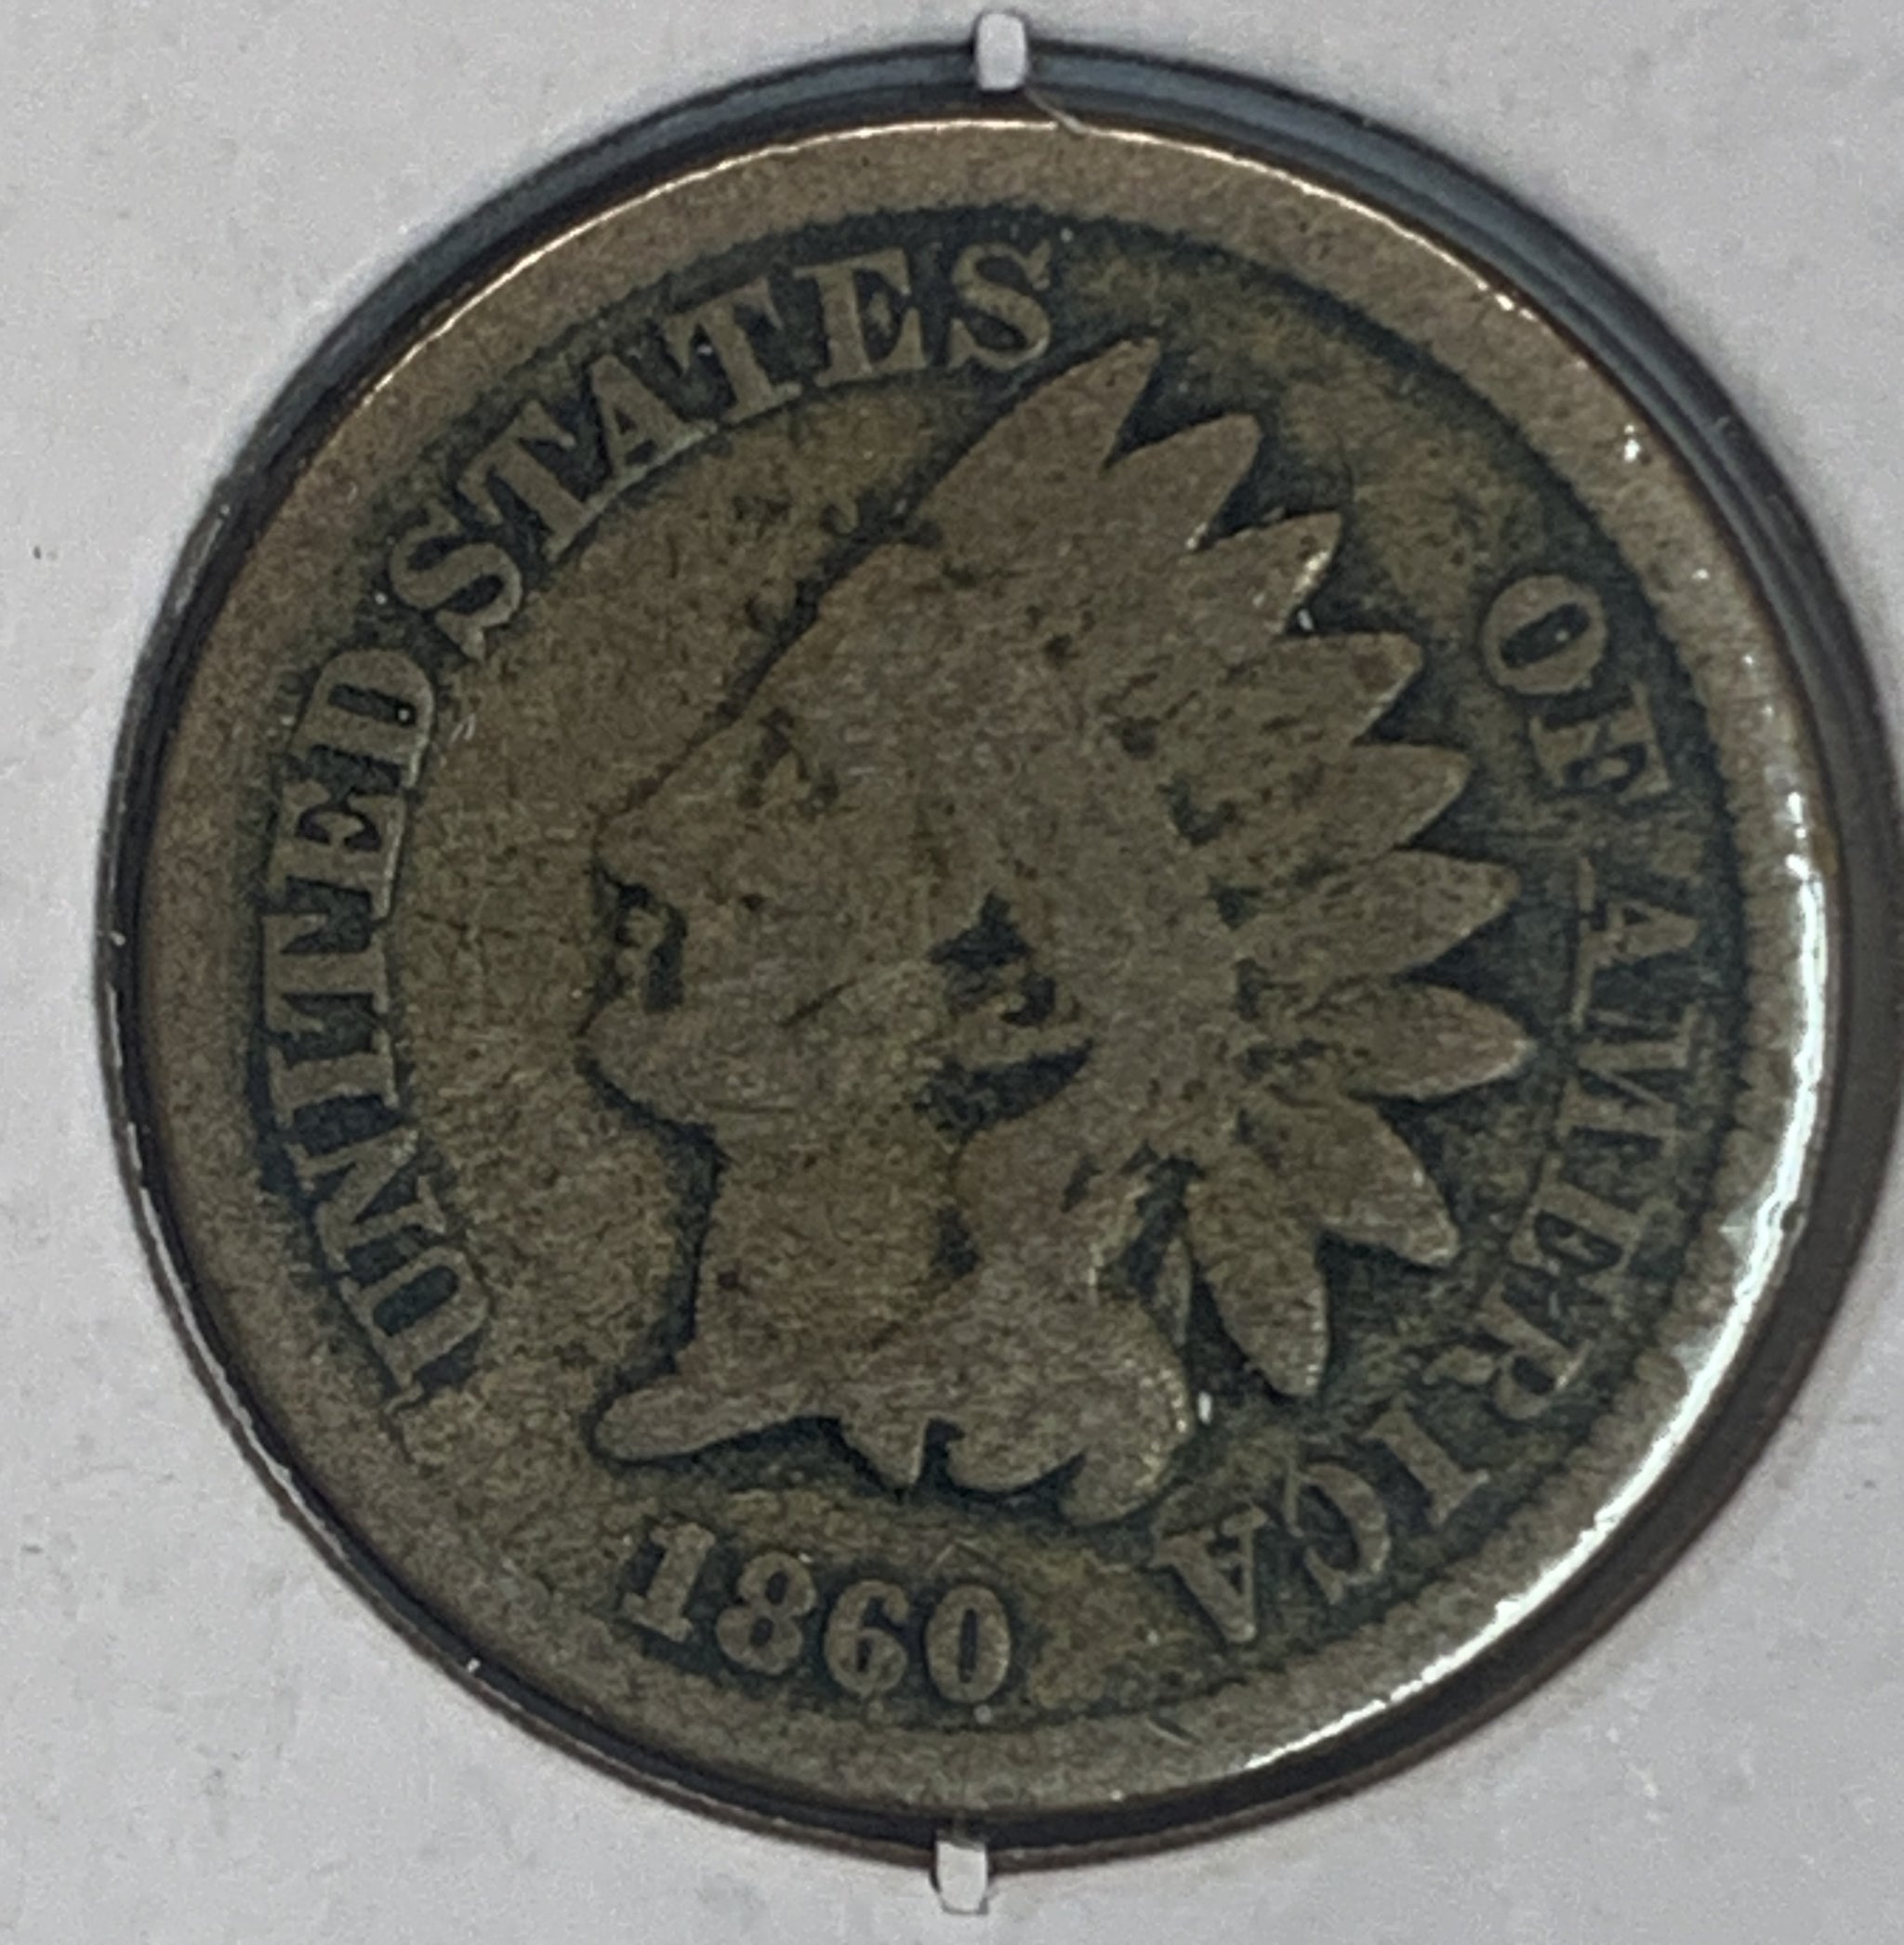 UNITED STATES
OF AMERICA
1860